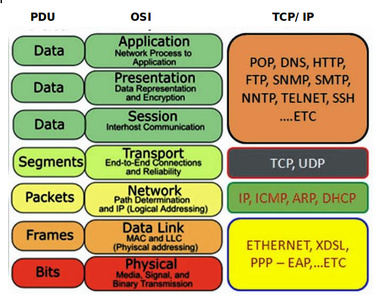 PDU OSI TCP/ IP
Data
Application
Network Process to
Application
Data
Presentation
Data Representation
and Encryption
Data
Session
Interhost Communication
POP, DNS, HTTP,
FTP, SNMP, SMTP,
NNTP, TELNET, SSH
....ETC
Segments
Transport
End-to-End Connections
and Reliability
TCP, UDP
Packets
Network
Path Determination
and IP (Logical Addressing)
IP, ICMP, ARP, DHCP
Frames
Data Link
MAC and LLC
(Phyiscal addressing)
Bits
Physical
Media, Signal, and
Binary Transmission
ETHERNET, XDSL,
PPP – EAP,...ETC